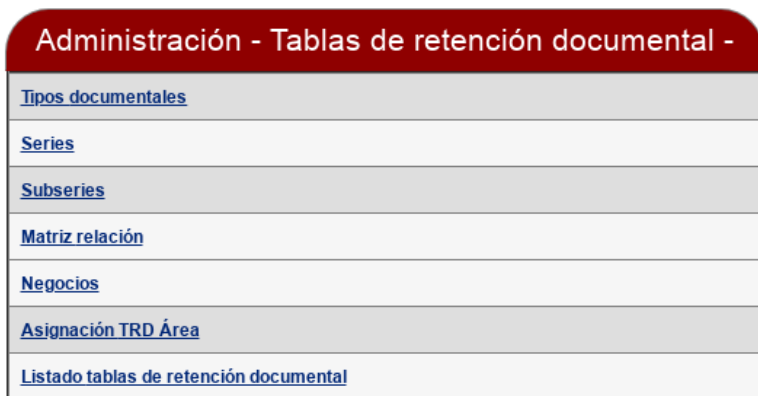 Administración - Tablas de retención documental -
Tipos documentales
Series
Subseries
Matriz relación
Negocios
Asignación TRD Área
Listado tablas de retención documental